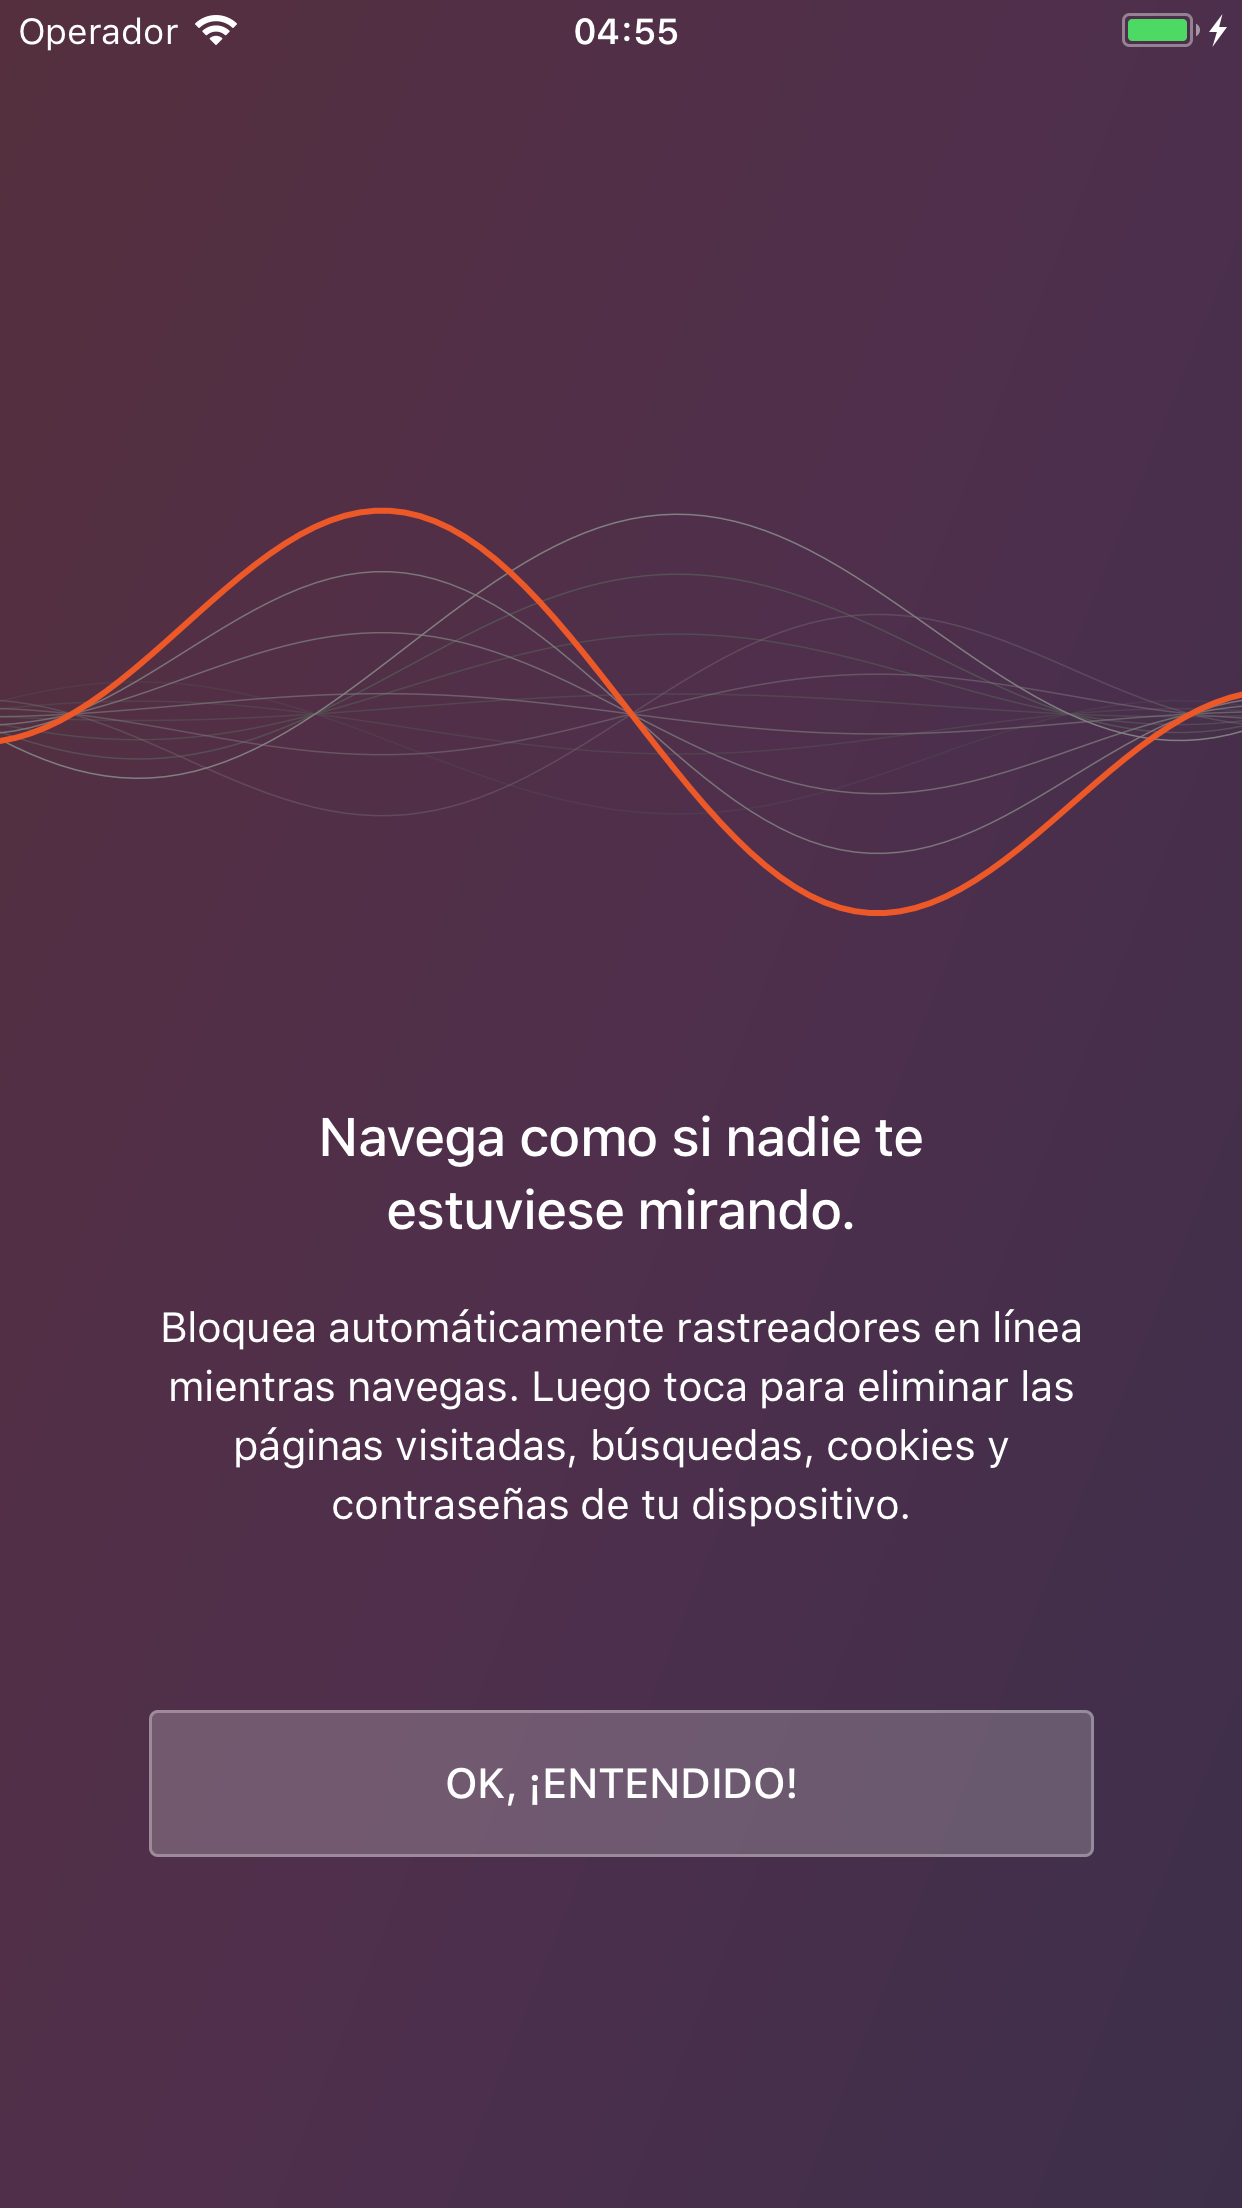 Operador
04:55
Navega como si nadie te
estuviese mirando.
Bloquea automáticamente rastreadores en línea
mientras navegas. Luego toca para eliminar las
páginas visitadas, búsquedas, cookies y
contraseñas de tu dispositivo.
OK, ¡ENTENDIDO!